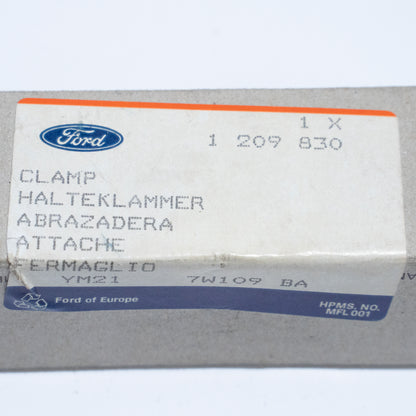 1 X
Ford
1 209 830
CLAMP
HALTEKLAMMER
ABRAZADERA
ATTACHE
FERMAGLIO
YM21 7W109 BA
Ford of Europe
HPMS. NO.
MFL 001